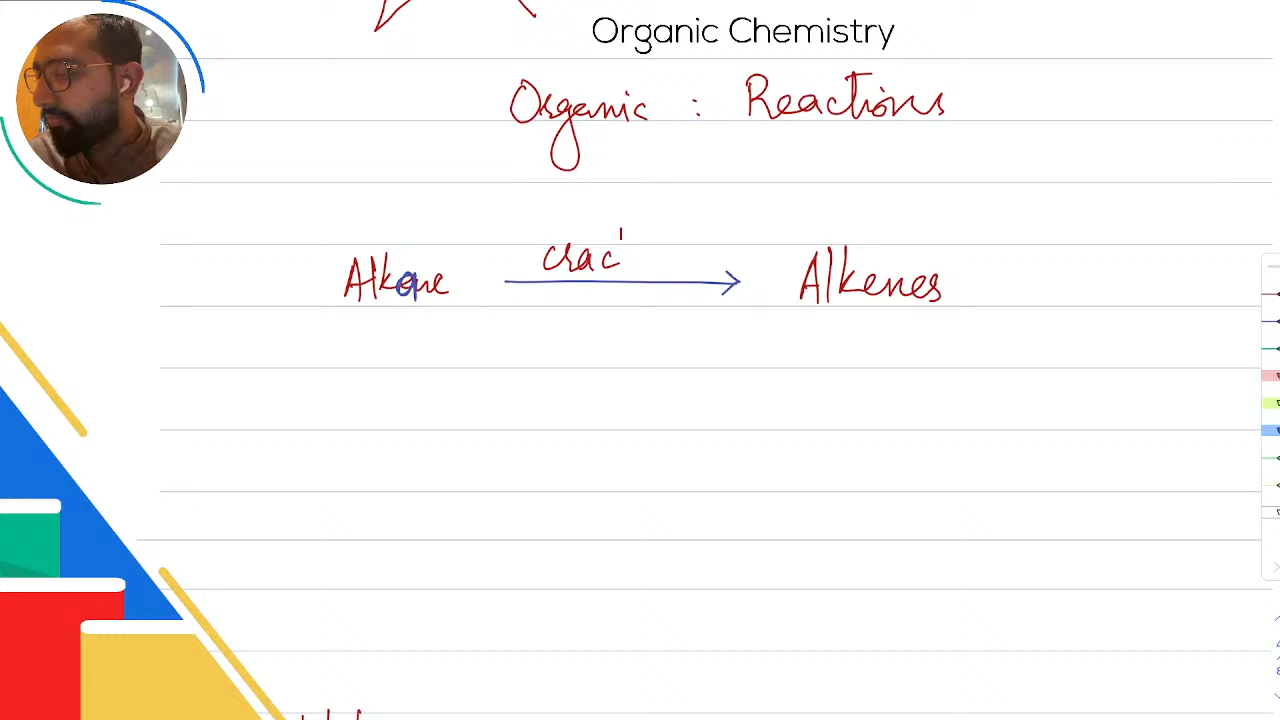 Organic Chemistry
Organic : Reactions
Alkane crac Alkenes